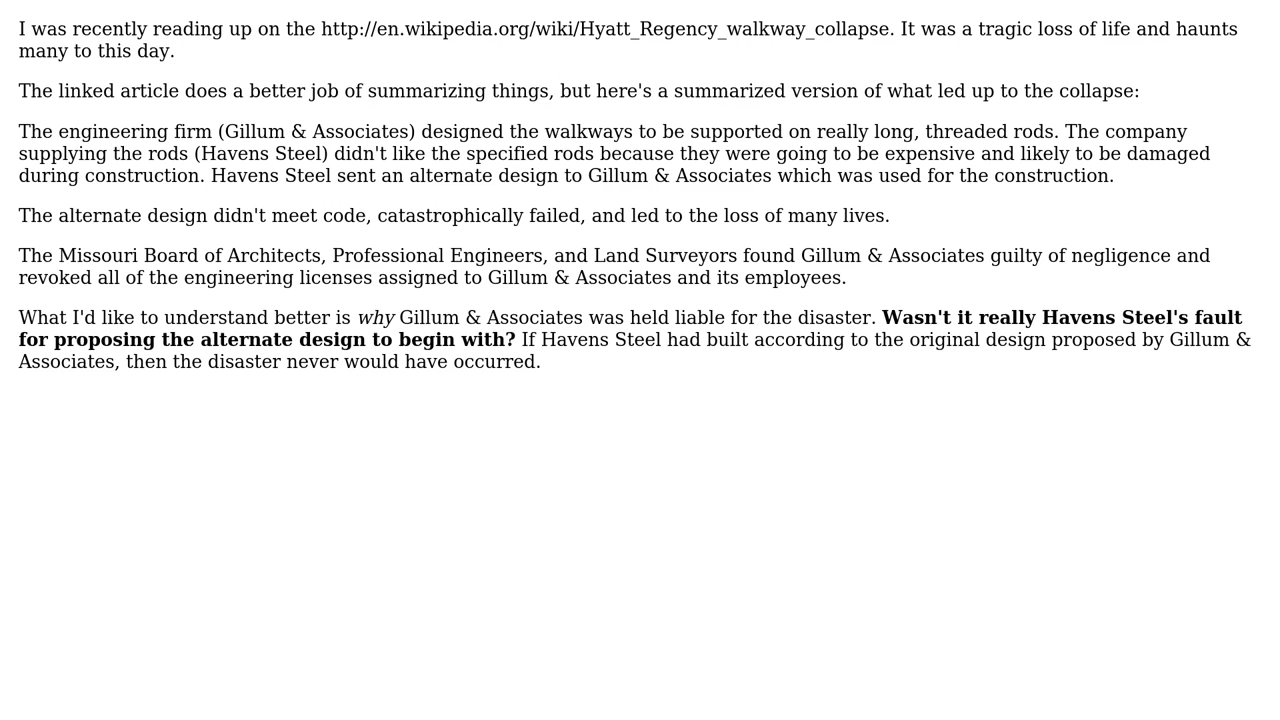 I was recently reading up on the http://en.wikipedia.org/wiki/Hyatt_Regency_walkway_collapse. It was a tragic loss of life and haunts
many to this day.
The linked article does a better job of summarizing things, but here's a summarized version of what led up to the collapse:
The engineering firm (Gillum & Associates) designed the walkways to be supported on really long, threaded rods. The company
supplying the rods (Havens Steel) didn't like the specified rods because they were going to be expensive and likely to be damaged
during construction. Havens Steel sent an alternate design to Gillum & Associates which was used for the construction.
The alternate design didn't meet code, catastrophically failed, and led to the loss of many lives.
The Missouri Board of Architects, Professional Engineers, and Land Surveyors found Gillum & Associates guilty of negligence and
revoked all of the engineering licenses assigned to Gillum & Associates and its employees.
What I'd like to understand better is why Gillum & Associates was held liable for the disaster. Wasn't it really Havens Steel's fault
for proposing the alternate design to begin with? If Havens Steel had built according to the original design proposed by Gillum &
Associates, then the disaster never would have occurred.